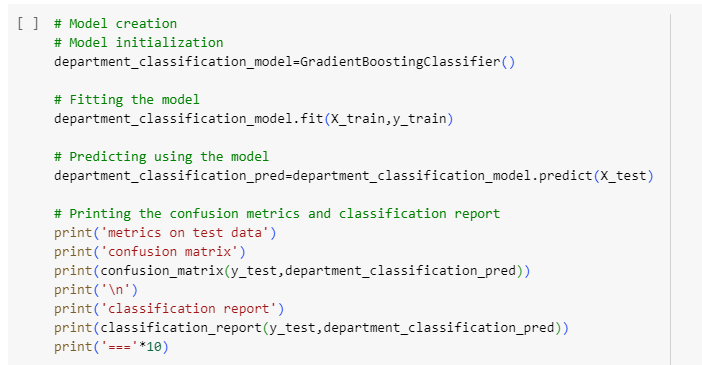 [ ] # Model creation
# Model initialization
department_classification_model=GradientBoostingClassifier()
# Fitting the model
department_classification_model.fit(X_train,y_train)
# Predicting using the model
department_classification_pred=department_classification_model.predict(X_test)
# Printing the confusion metrics and classification report
print('metrics on test data')
print('confusion matrix')
print(confusion_matrix(y_test,department_classification_pred))
print('\n')
print('classification report')
print(classification_report(y_test,department_classification_pred))
print('==='*10)